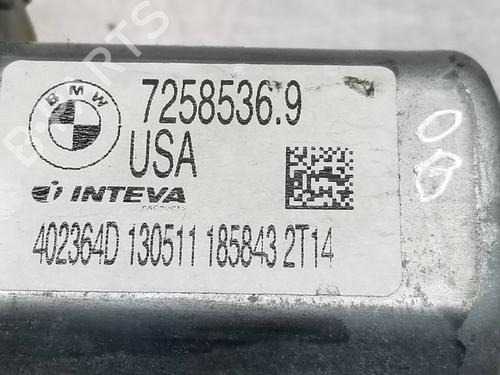 BMW
7258536.9
USA
INTEVA
402364D 130511 185843 2T14